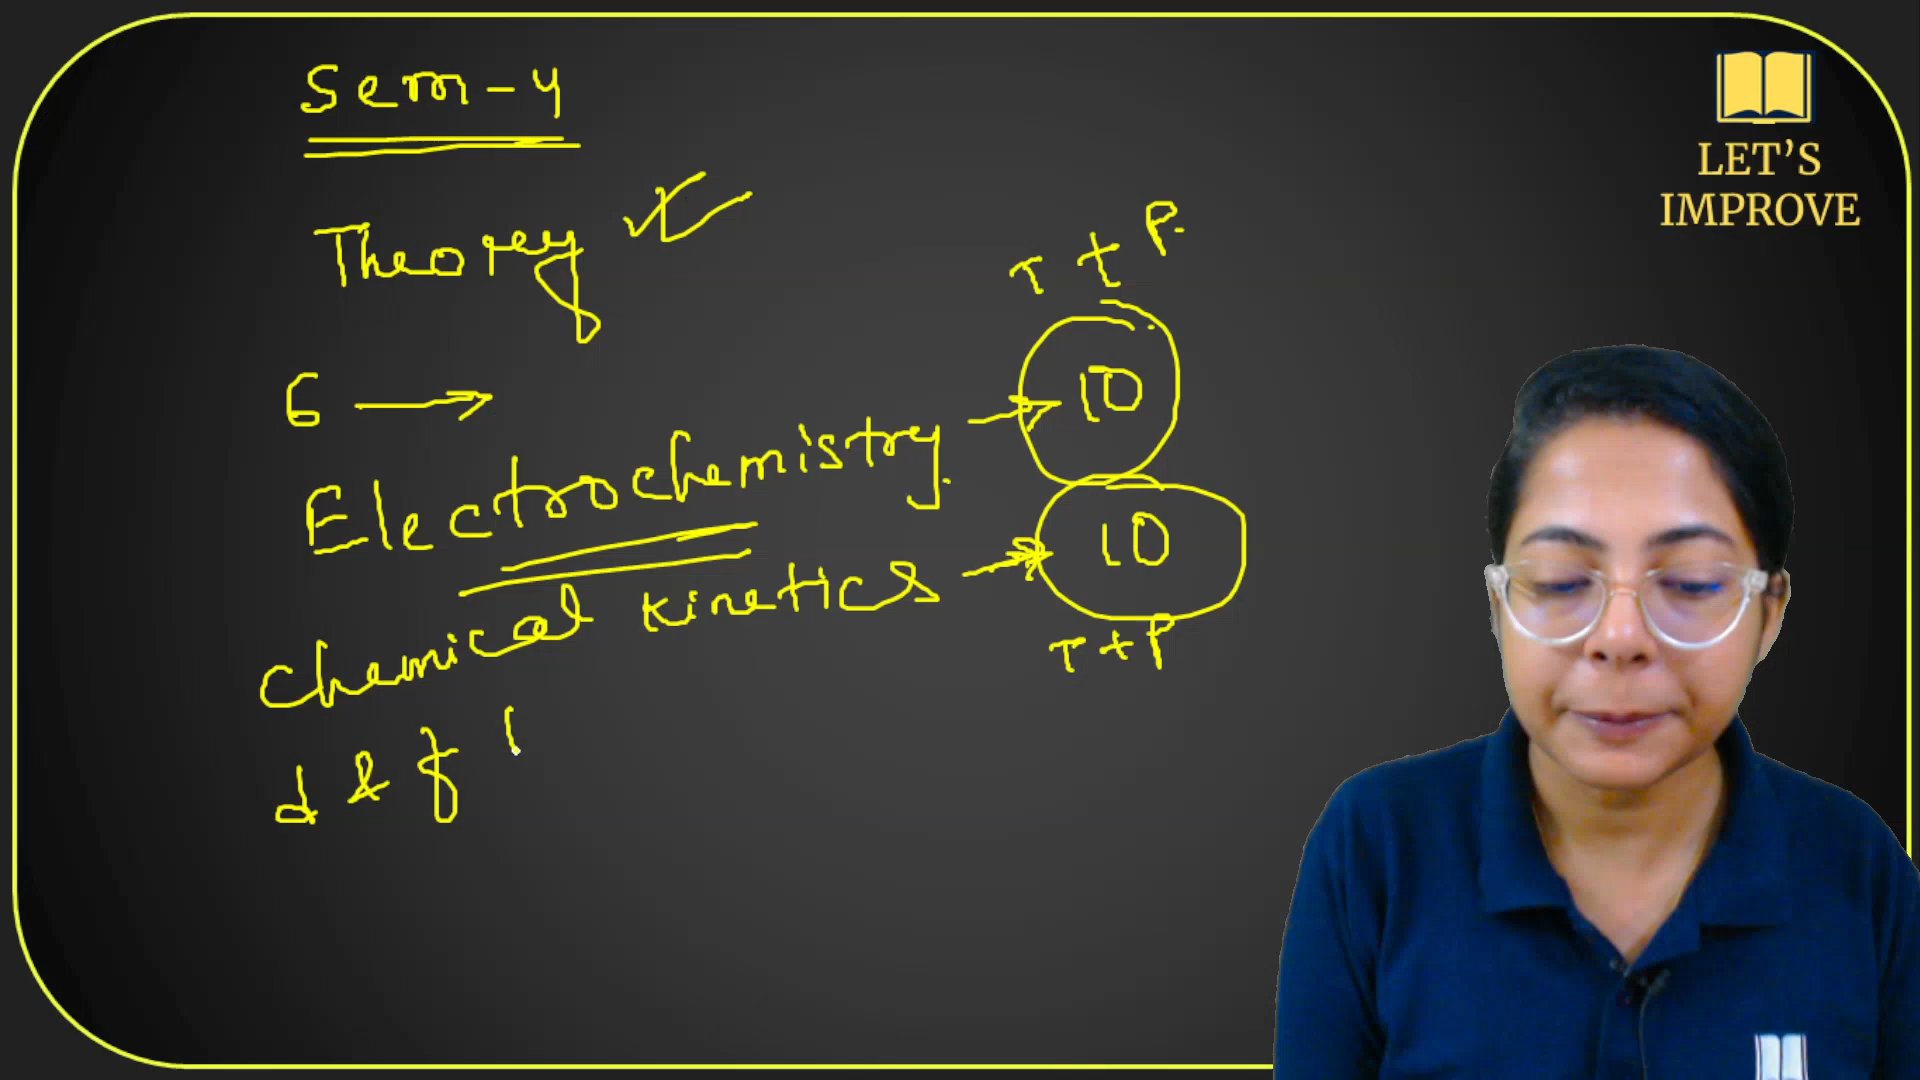 Sem-4
Theory
T + P
6 →
Electrochemistry → 10
Chemical kinetics → 10
T + P
d & f
LET'S
IMPROVE